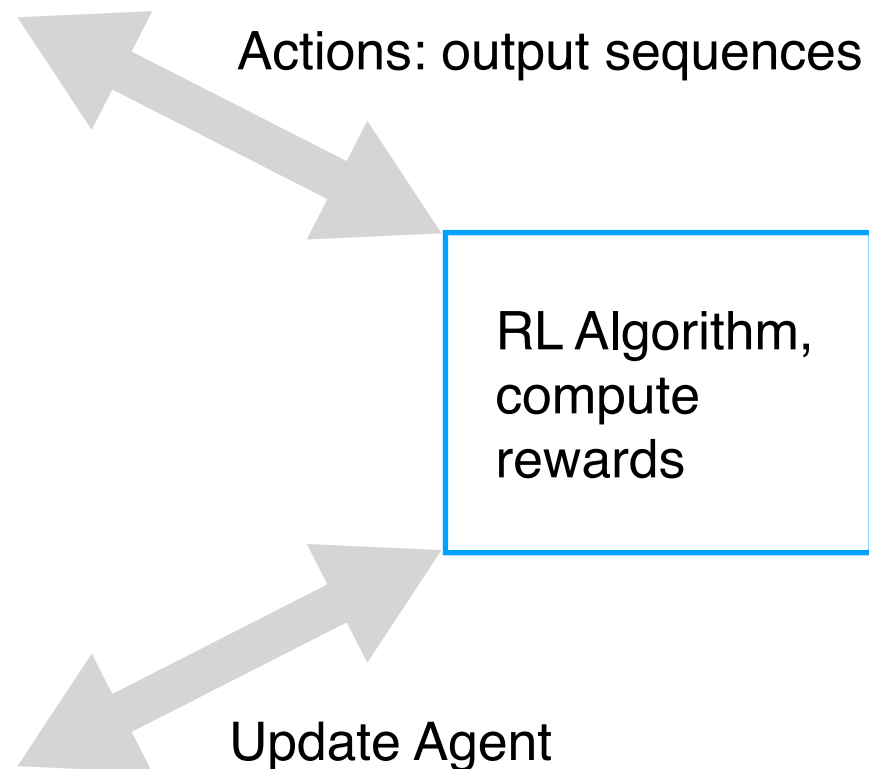 Actions: output sequences
RL Algorithm,
compute
rewards
Update Agent